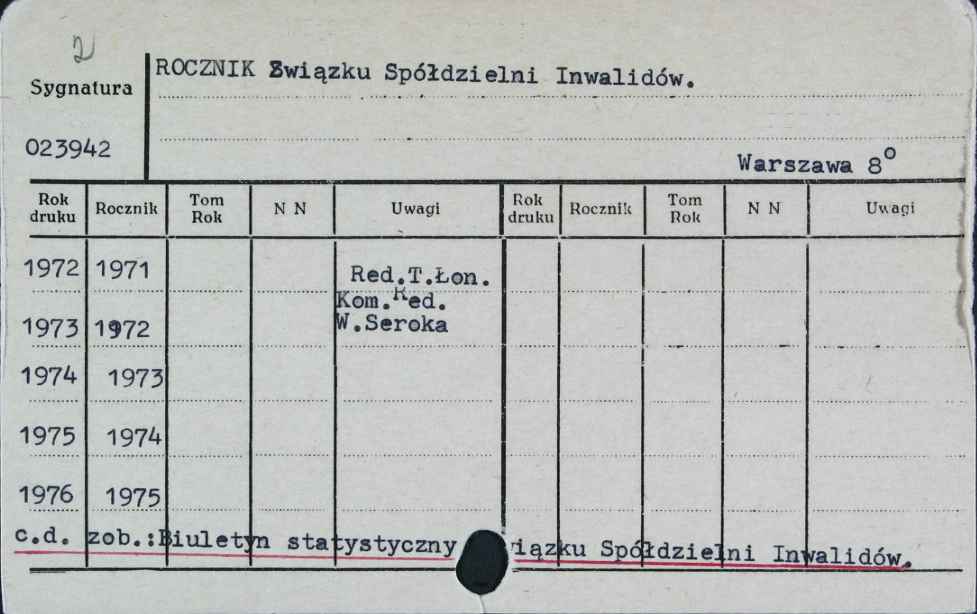 2
Sygnatura
ROCZNIK Związku Spółdzielni Inwalidów.
023942
Warszawa 8º
Rok druku Rocznik Tom Rok N N Uwagi Rok druku Rocznik Tom Rok N N Uwagi
1972 1971 Red.T.Łon.
Kom.Red.
1973 1972 W.Seroka
1974 1973
1975 1974
1976 1975
c.d. zob.:Biuletyn statystyczny iązku Spółdzielni Inwalidów.